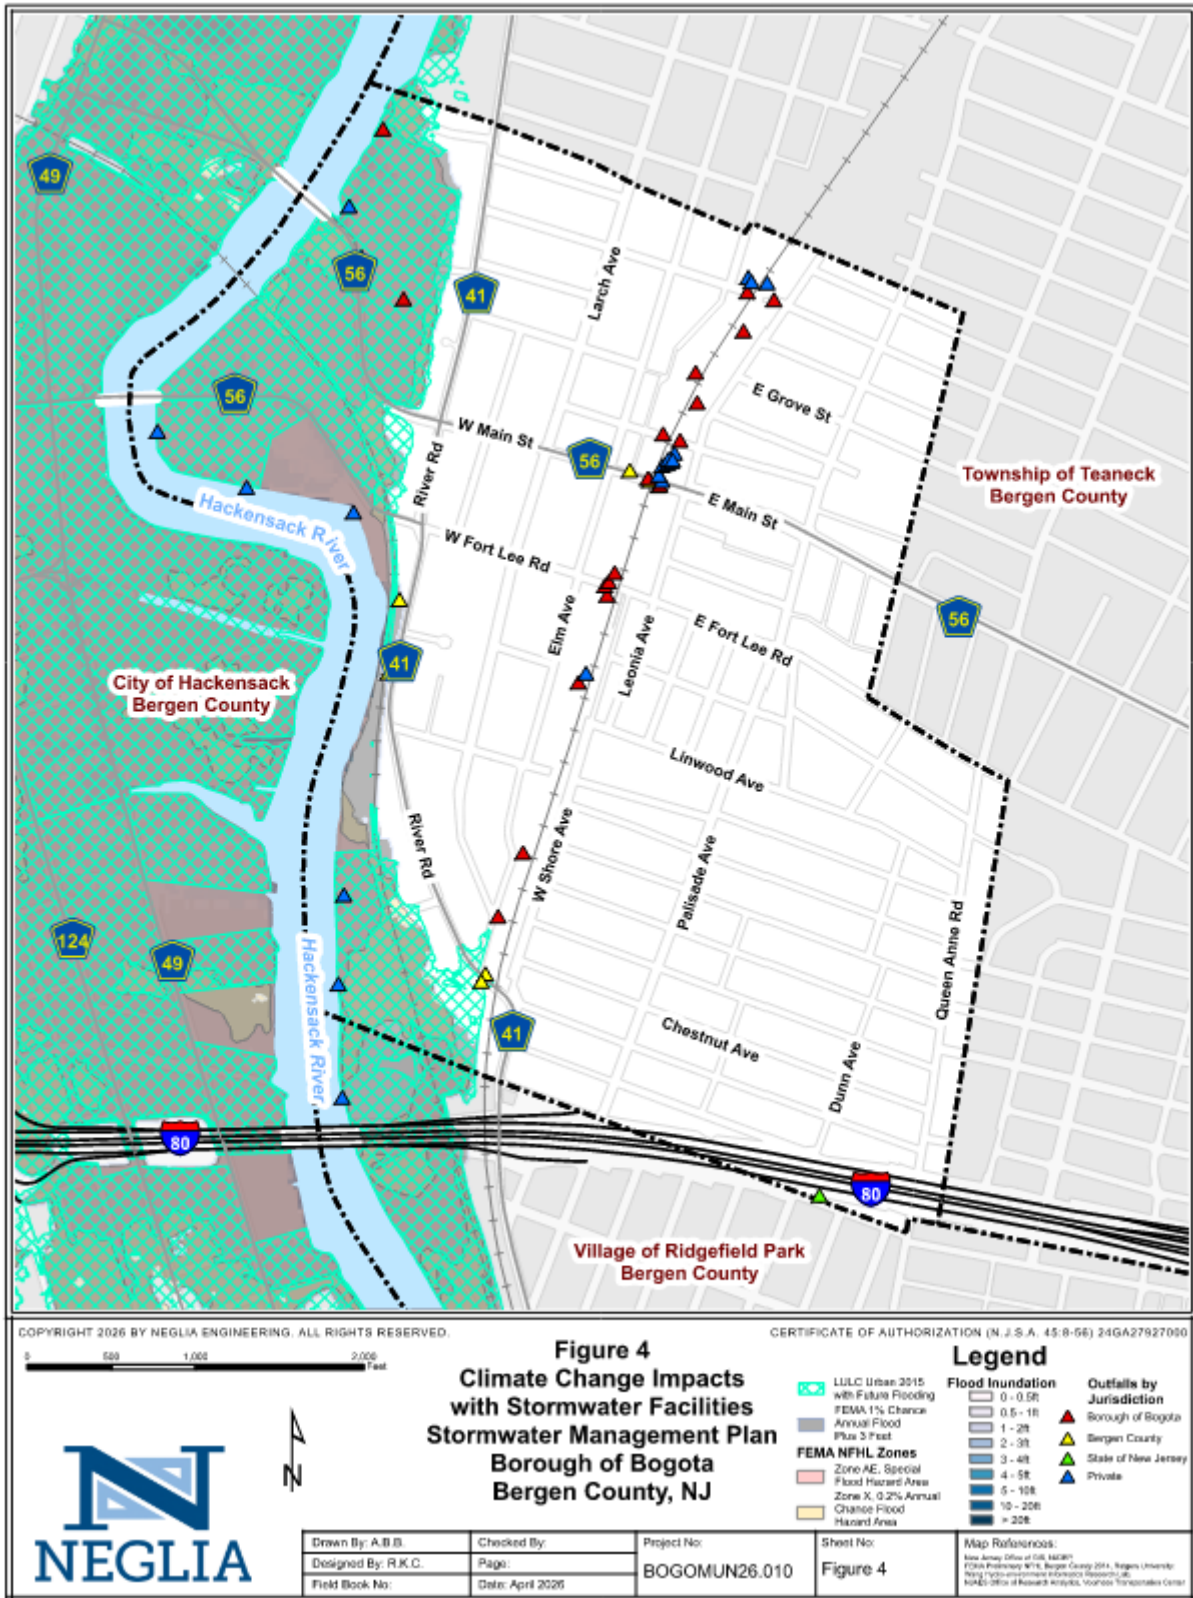 49
56
41
Larch Ave
56
E Grove St
W Main St
56
River Rd
Township of Teaneck
Bergen County
E Main St
Hackensack River
W Fort Lee Rd
Elm Ave
Leonia Ave
E Fort Lee Rd
56
41
City of Hackensack
Bergen County
Linwood Ave
River Rd
W Shore Ave
Palisade Ave
124
49
Queen Anne Rd
Hackensack River
41
Chestnut Ave
Dunn Ave
80
80
Village of Ridgefield Park
Bergen County
COPYRIGHT 2026 BY NEGLIA ENGINEERING. ALL RIGHTS RESERVED.
CERTIFICATE OF AUTHORIZATION (N.J.S.A. 45:8-56) 24GA27927000
0 500 1,000 2,000
Feet
N
Figure 4
Climate Change Impacts
with Stormwater Facilities
Stormwater Management Plan
Borough of Bogota
Bergen County, NJ
Legend
LULC Urban 2015
with Future Flooding
FEMA 1% Chance
Annual Flood
Plus 3 Feet
FEMA NFHL Zones
Zone AE, Special
Flood Hazard Area
Zone X, 0.2% Annual
Chance Flood
Hazard Area
Flood Inundation
0 - 0.5ft
0.5 - 1ft
1 - 2ft
2 - 3ft
3 - 4ft
4 - 5ft
5 - 10ft
10 - 20ft
> 20ft
Outfalls by
Jurisdiction
Borough of Bogota
Bergen County
State of New Jersey
Private
NEGLIA
Drawn By: A.B.B.
Designed By: R.K.C.
Field Book No:
Checked By:
Page:
Date: April 2026
Project No:
BOGOMUN26.010
Sheet No:
Figure 4
Map References: